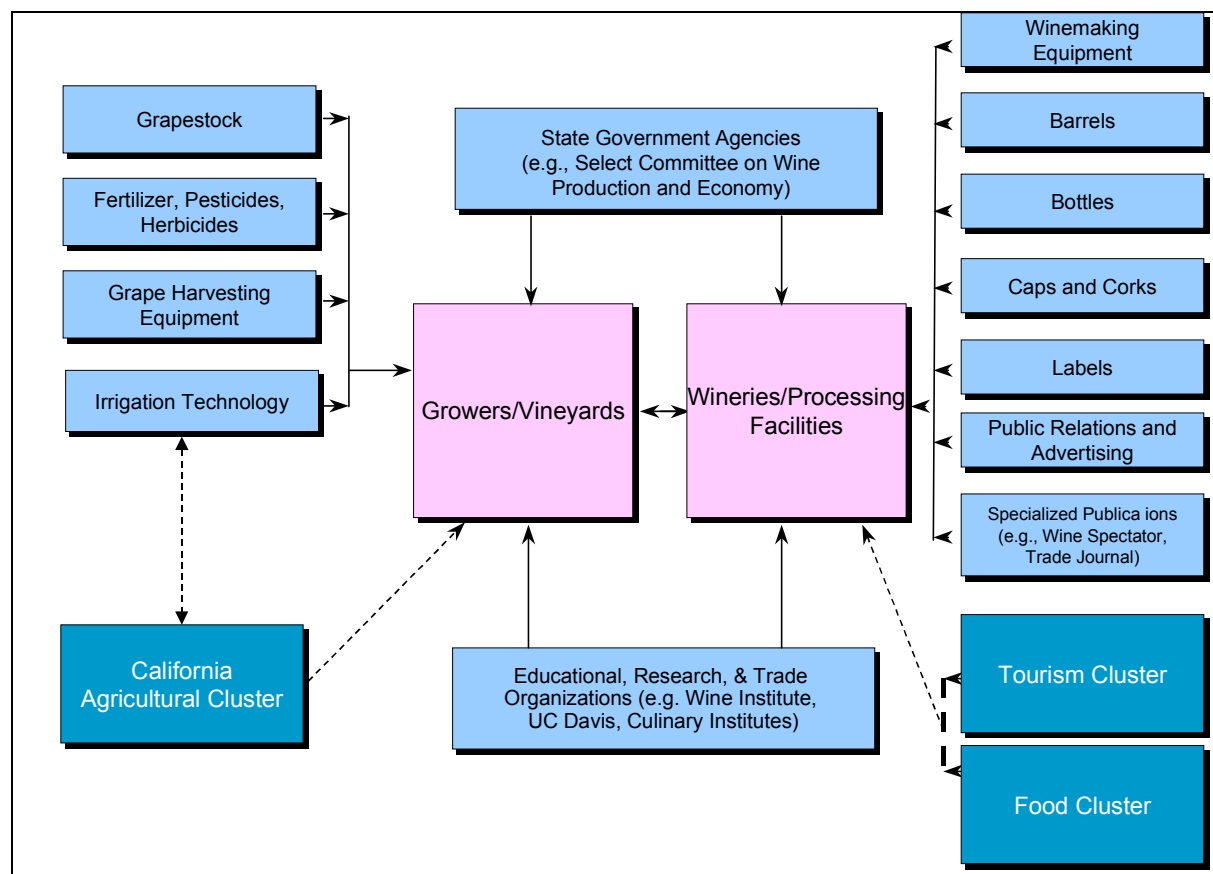 Grapestock
Fertilizer, Pesticides,
Herbicides
Grape Harvesting
Equipment
Irrigation Technology
California
Agricultural Cluster
State Government Agencies
(e.g., Select Committee on Wine
Production and Economy)
Growers/Vineyards
Wineries/Processing
Facilities
Educational, Research, & Trade
Organizations (e.g. Wine Institute,
UC Davis, Culinary Institutes)
Winemaking
Equipment
Barrels
Bottles
Caps and Corks
Labels
Public Relations and
Advertising
Specialized Publica ions
(e.g., Wine Spectator,
Trade Journal)
Tourism Cluster
Food Cluster